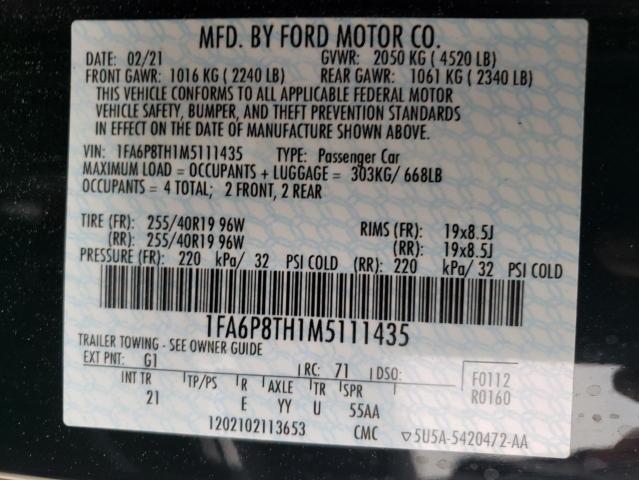 MFD. BY FORD MOTOR CO.
DATE: 02/21 GVWR: 2050 KG ( 4520 LB)
FRONT GAWR: 1016 KG ( 2240 LB) REAR GAWR: 1061 KG ( 2340 LB)
THIS VEHICLE CONFORMS TO ALL APPLICABLE FEDERAL MOTOR
VEHICLE SAFETY, BUMPER, AND THEFT PREVENTION STANDARDS
IN EFFECT ON THE DATE OF MANUFACTURE SHOWN ABOVE.
VIN: 1FA6P8TH1M5111435 TYPE: Passenger Car
MAXIMUM LOAD = OCCUPANTS + LUGGAGE = 303KG/ 668LB
OCCUPANTS = 4 TOTAL; 2 FRONT, 2 REAR
TIRE (FR): 255/40R19 96W RIMS (FR): 19x8.5J
(RR): 255/40R19 96W (RR): 19x8.5J
PRESSURE (FR): 220 kPa/ 32 PSI COLD (RR): 220 kPa/ 32 PSI COLD
1FA6P8TH1M5111435
TRAILER TOWING - SEE OWNER GUIDE
EXT PNT: G1 RC: 71 DSO: F0112
INT TR TP/PS R AXLE TR SPR R0160
21 E YY U 55AA
1202102113653 CMC ▽5U5A-5420472-AA